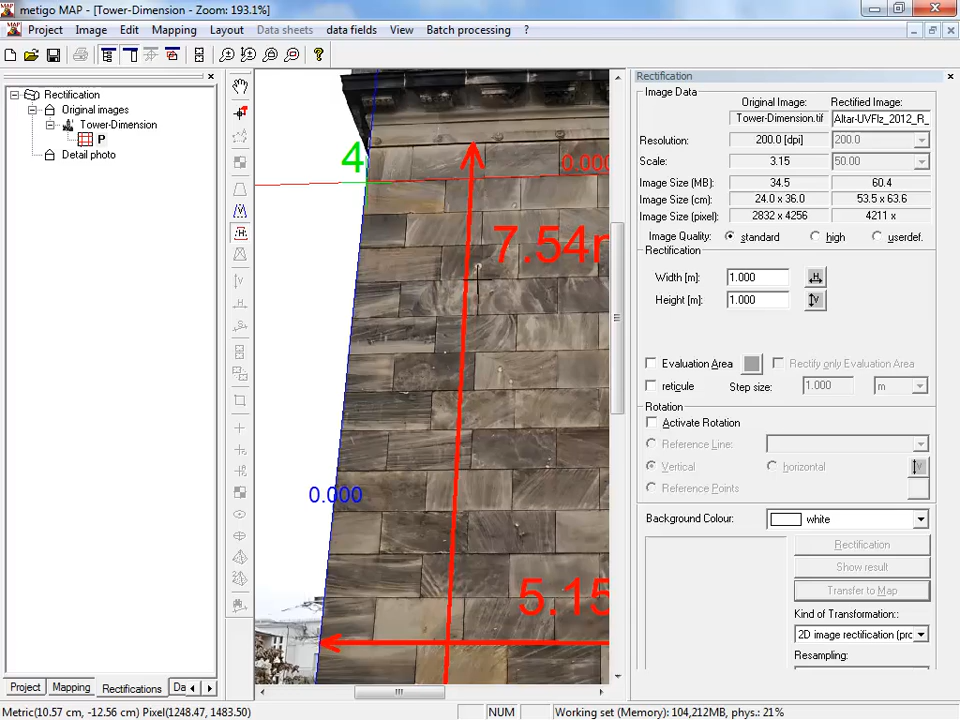 metigo MAP - [Tower-Dimension - Zoom: 193.1%]
Project Image Edit Mapping Layout Data sheets data fields View Batch processing ?
Rectification
Original images
Tower-Dimension
P
Detail photo
Project Mapping Rectifications Da
4
0.000
7.54m
0.000
5.15
Rectification
Image Data
Original Image: Rectified Image:
Tower-Dimension.tif Altar-UVFlz_2012_R_
Resolution: 200.0 [dpi] 200.0
Scale: 3.15 50.00
Image Size (MB) 34.5 60.4
Image Size (cm) 24.0 x 36.0 53.5 x 63.6
Image Size (pixel) 2832 x 4256 4211 x
Image Quality: standard high userdef.
Rectification
Width [m]: 1.000
Height [m]: 1.000
Evaluation Area Rectify only Evaluation Area
reticule Step size: 1.000 m
Rotation
Activate Rotation
Reference Line:
Vertical horizontal
Reference Points
Background Colour: white
Rectification
Show result
Transfer to Map
Kind of Transformation::
2D image rectification (pro
Resampling:
Metric(10.57 cm, -12.56 cm) Pixel(1248.47, 1483.50) NUM Working set (Memory): 104,212MB, phys.: 21%